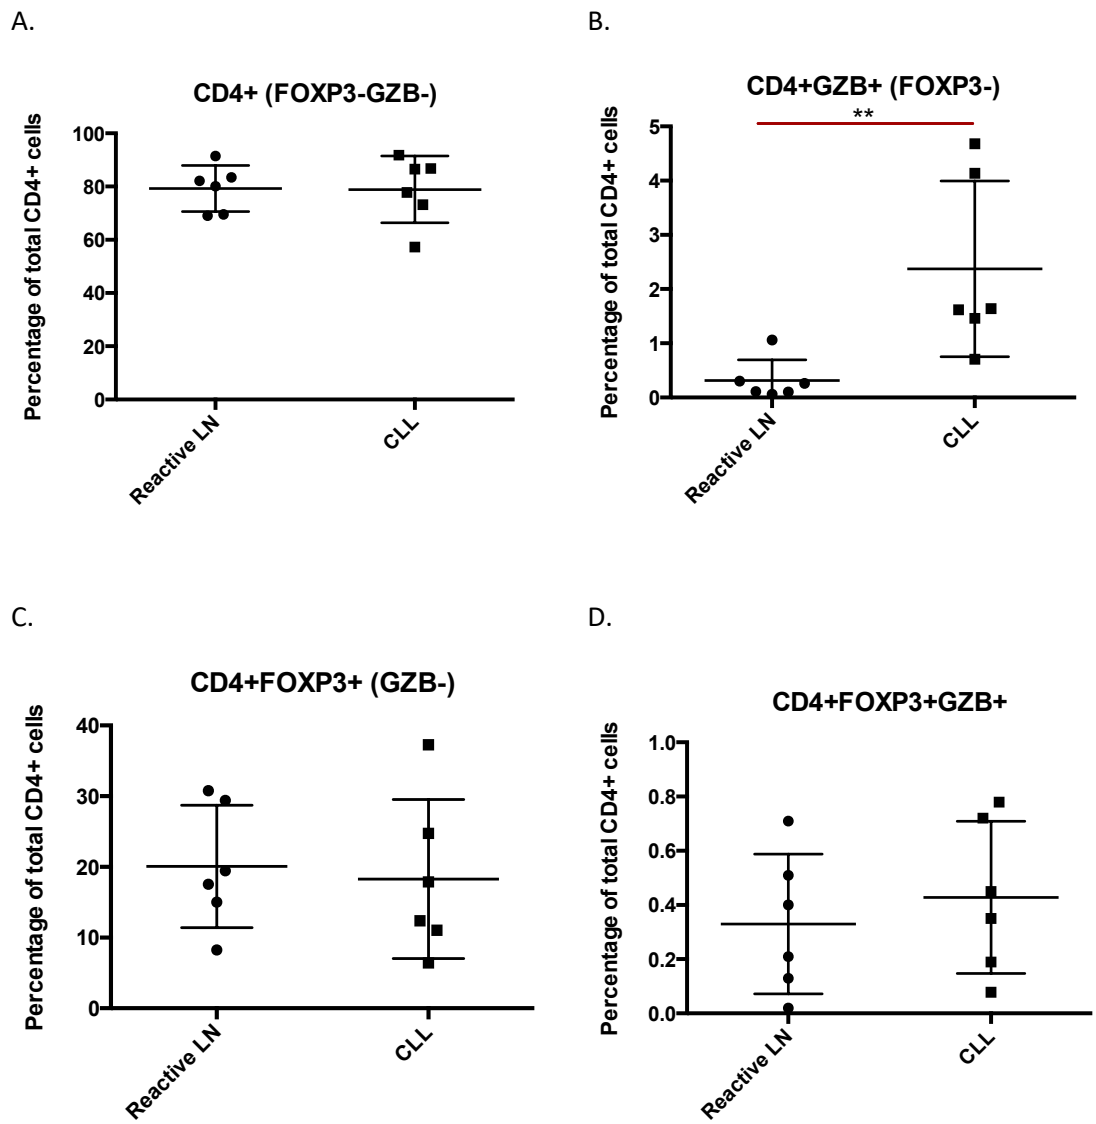 A.
CD4+ (FOXP3-GZB-)
Percentage of total CD4+ cells
100
80
60
40
20
0
Reactive LN
CLL
B.
CD4+GZB+ (FOXP3-)
**
Percentage of total CD4+ cells
5
4
3
2
1
0
Reactive LN
CLL
C.
CD4+FOXP3+ (GZB-)
Percentage of total CD4+ cells
40
30
20
10
0
Reactive LN
CLL
D.
CD4+FOXP3+GZB+
Percentage of total CD4+ cells
1.0
0.8
0.6
0.4
0.2
0.0
Reactive LN
CLL